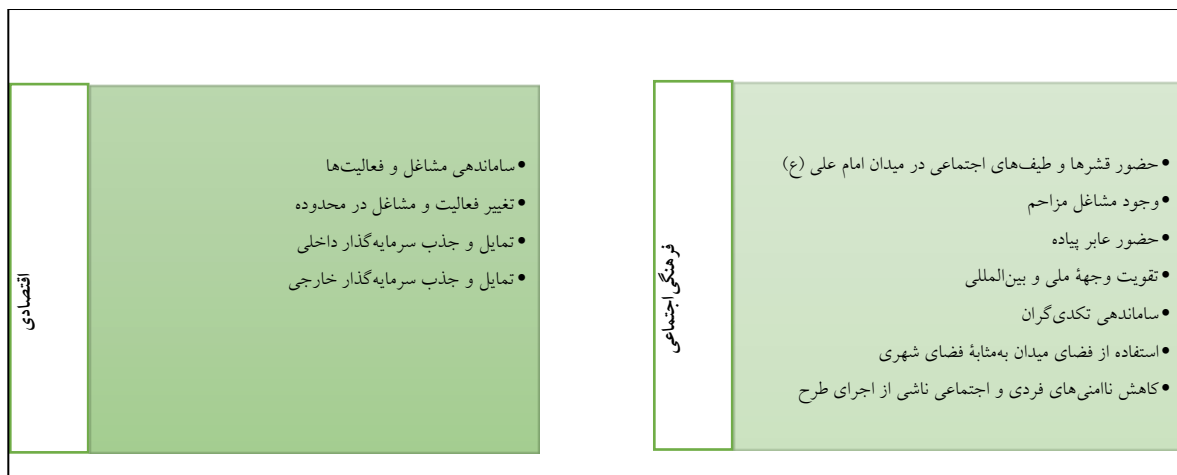 فرهنگی اجتماعی
•حضور قشرها و طیف‌های اجتماعی در میدان امام علی (ع)
•وجود مشاغل مزاحم
•حضور عابر پیاده
•تقویت وجههٔ ملی و بین‌المللی
•ساماندهی تکدی‌گران
•استفاده از فضای میدان به‌مثابهٔ فضای شهری
•کاهش ناامنی‌های فردی و اجتماعی ناشی از اجرای طرح
اقتصادی
•ساماندهی مشاغل و فعالیت‌ها
•تغییر فعالیت و مشاغل در محدوده
•تمایل و جذب سرمایه‌گذار داخلی
•تمایل و جذب سرمایه‌گذار خارجی